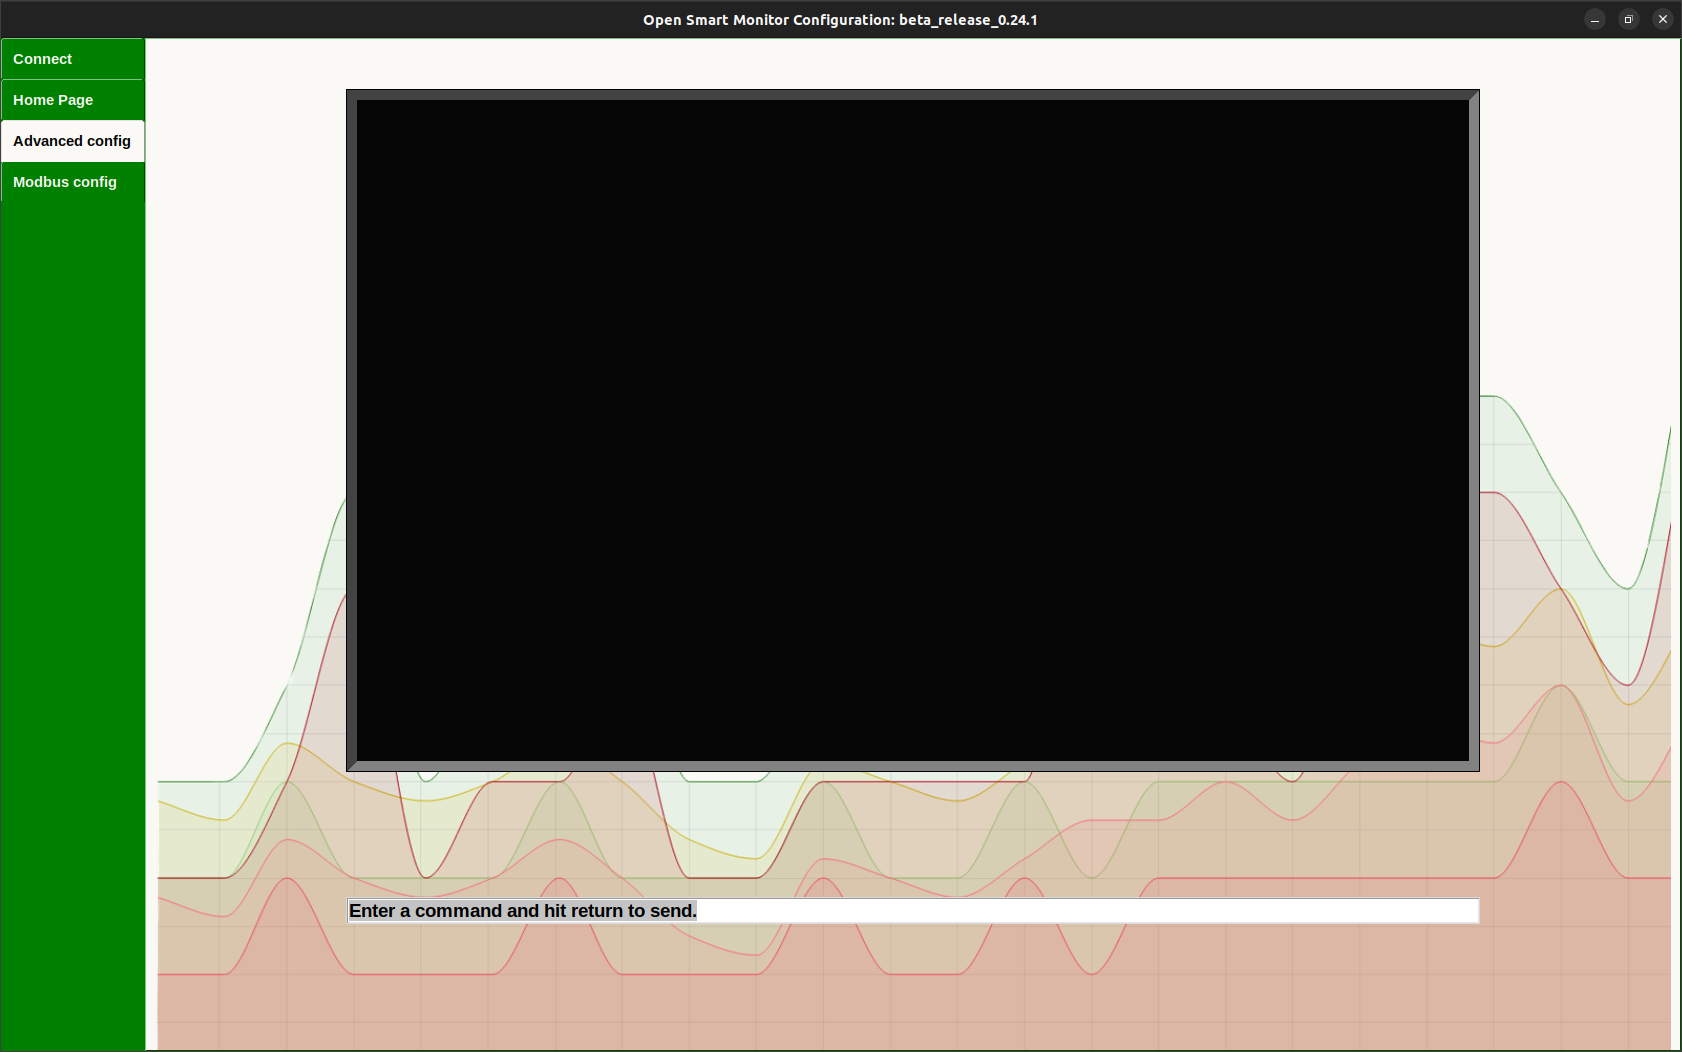 Open Smart Monitor Configuration: beta_release_0.24.1
Connect
Home Page
Advanced config
Modbus config
Enter a command and hit return to send.